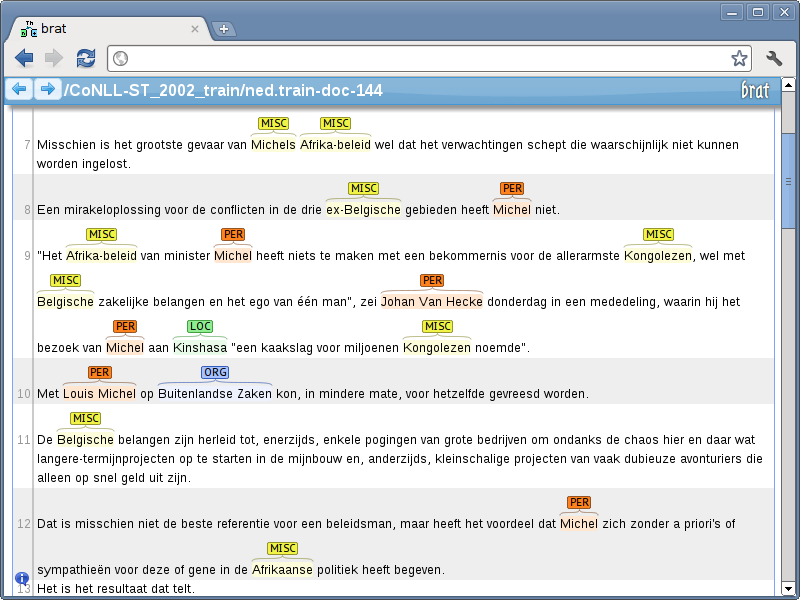 brat
/CoNLL-ST_2002_train/ned.train-doc-144
brat
MISC MISC
7 Misschien is het grootste gevaar van Michels Afrika-beleid wel dat het verwachtingen schept die waarschijnlijk niet kunnen
worden ingelost.
MISC PER
8 Een mirakeloplossing voor de conflicten in de drie ex-Belgische gebieden heeft Michel niet.
MISC PER MISC
9 "Het Afrika-beleid van minister Michel heeft niets te maken met een bekommernis voor de allerarmste Kongolezen, wel met
MISC PER
Belgische zakelijke belangen en het ego van één man", zei Johan Van Hecke donderdag in een mededeling, waarin hij het
PER LOC MISC
bezoek van Michel aan Kinshasa "een kaakslag voor miljoenen Kongolezen noemde".
PER ORG
10 Met Louis Michel op Buitenlandse Zaken kon, in mindere mate, voor hetzelfde gevreesd worden.
MISC
11 De Belgische belangen zijn herleid tot, enerzijds, enkele pogingen van grote bedrijven om ondanks de chaos hier en daar wat
langere-termijnprojecten op te starten in de mijnbouw en, anderzijds, kleinschalige projecten van vaak dubieuze avonturiers die
alleen op snel geld uit zijn.
PER
12 Dat is misschien niet de beste referentie voor een beleidsman, maar heeft het voordeel dat Michel zich zonder a priori's of
MISC
sympathieën voor deze of gene in de Afrikaanse politiek heeft begeven.
13 Het is het resultaat dat telt.